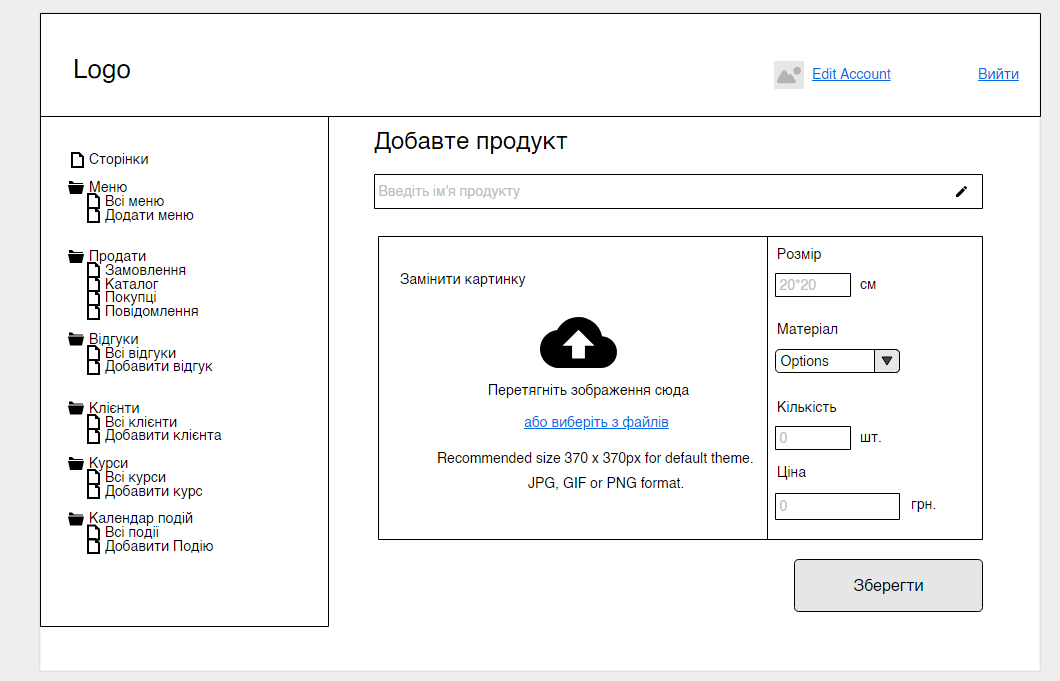 Logo
Edit Account
Вийти
Сторінки
Меню
Всі меню
Додати меню
Продати
Замовлення
Каталог
Покупці
Повідомлення
Відгуки
Всі відгуки
Добавити відгук
Клієнти
Всі клієнти
Добавити клієнта
Курси
Всі курси
Добавити курс
Календар подій
Всі події
Добавити Подію
Добавте продукт
Введіть ім'я продукту
Замінити картинку
Перетягніть зображення сюда
або виберіть з файлів
Recommended size 370 x 370px for default theme.
JPG, GIF or PNG format.
Розмір
20*20 см
Матеріал
Options
Кількість
0 шт.
Ціна
0 грн.
Зберегти